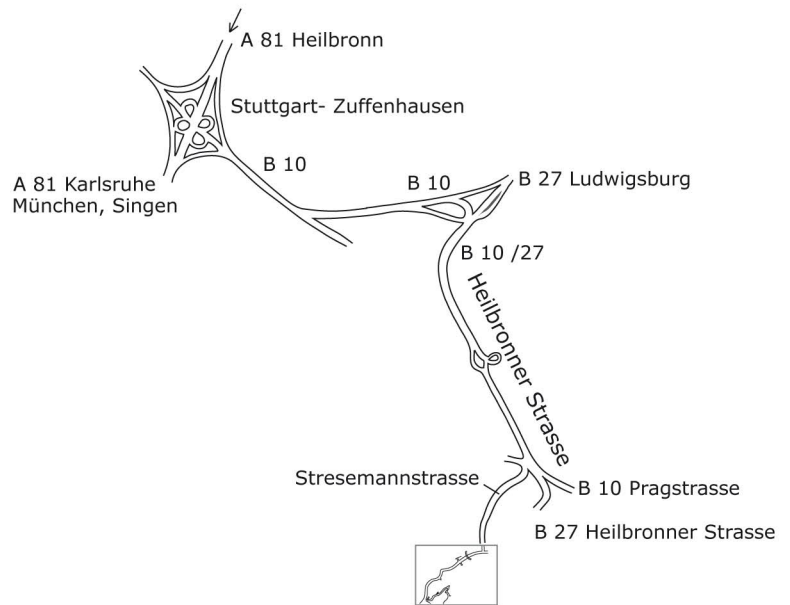 A 81 Heilbronn
Stuttgart- Zuffenhausen
B 10
A 81 Karlsruhe
München, Singen
B 10
B 27 Ludwigsburg
B 10 /27
Heilbronner Strasse
Stresemannstrasse
B 10 Pragstrasse
B 27 Heilbronner Strasse